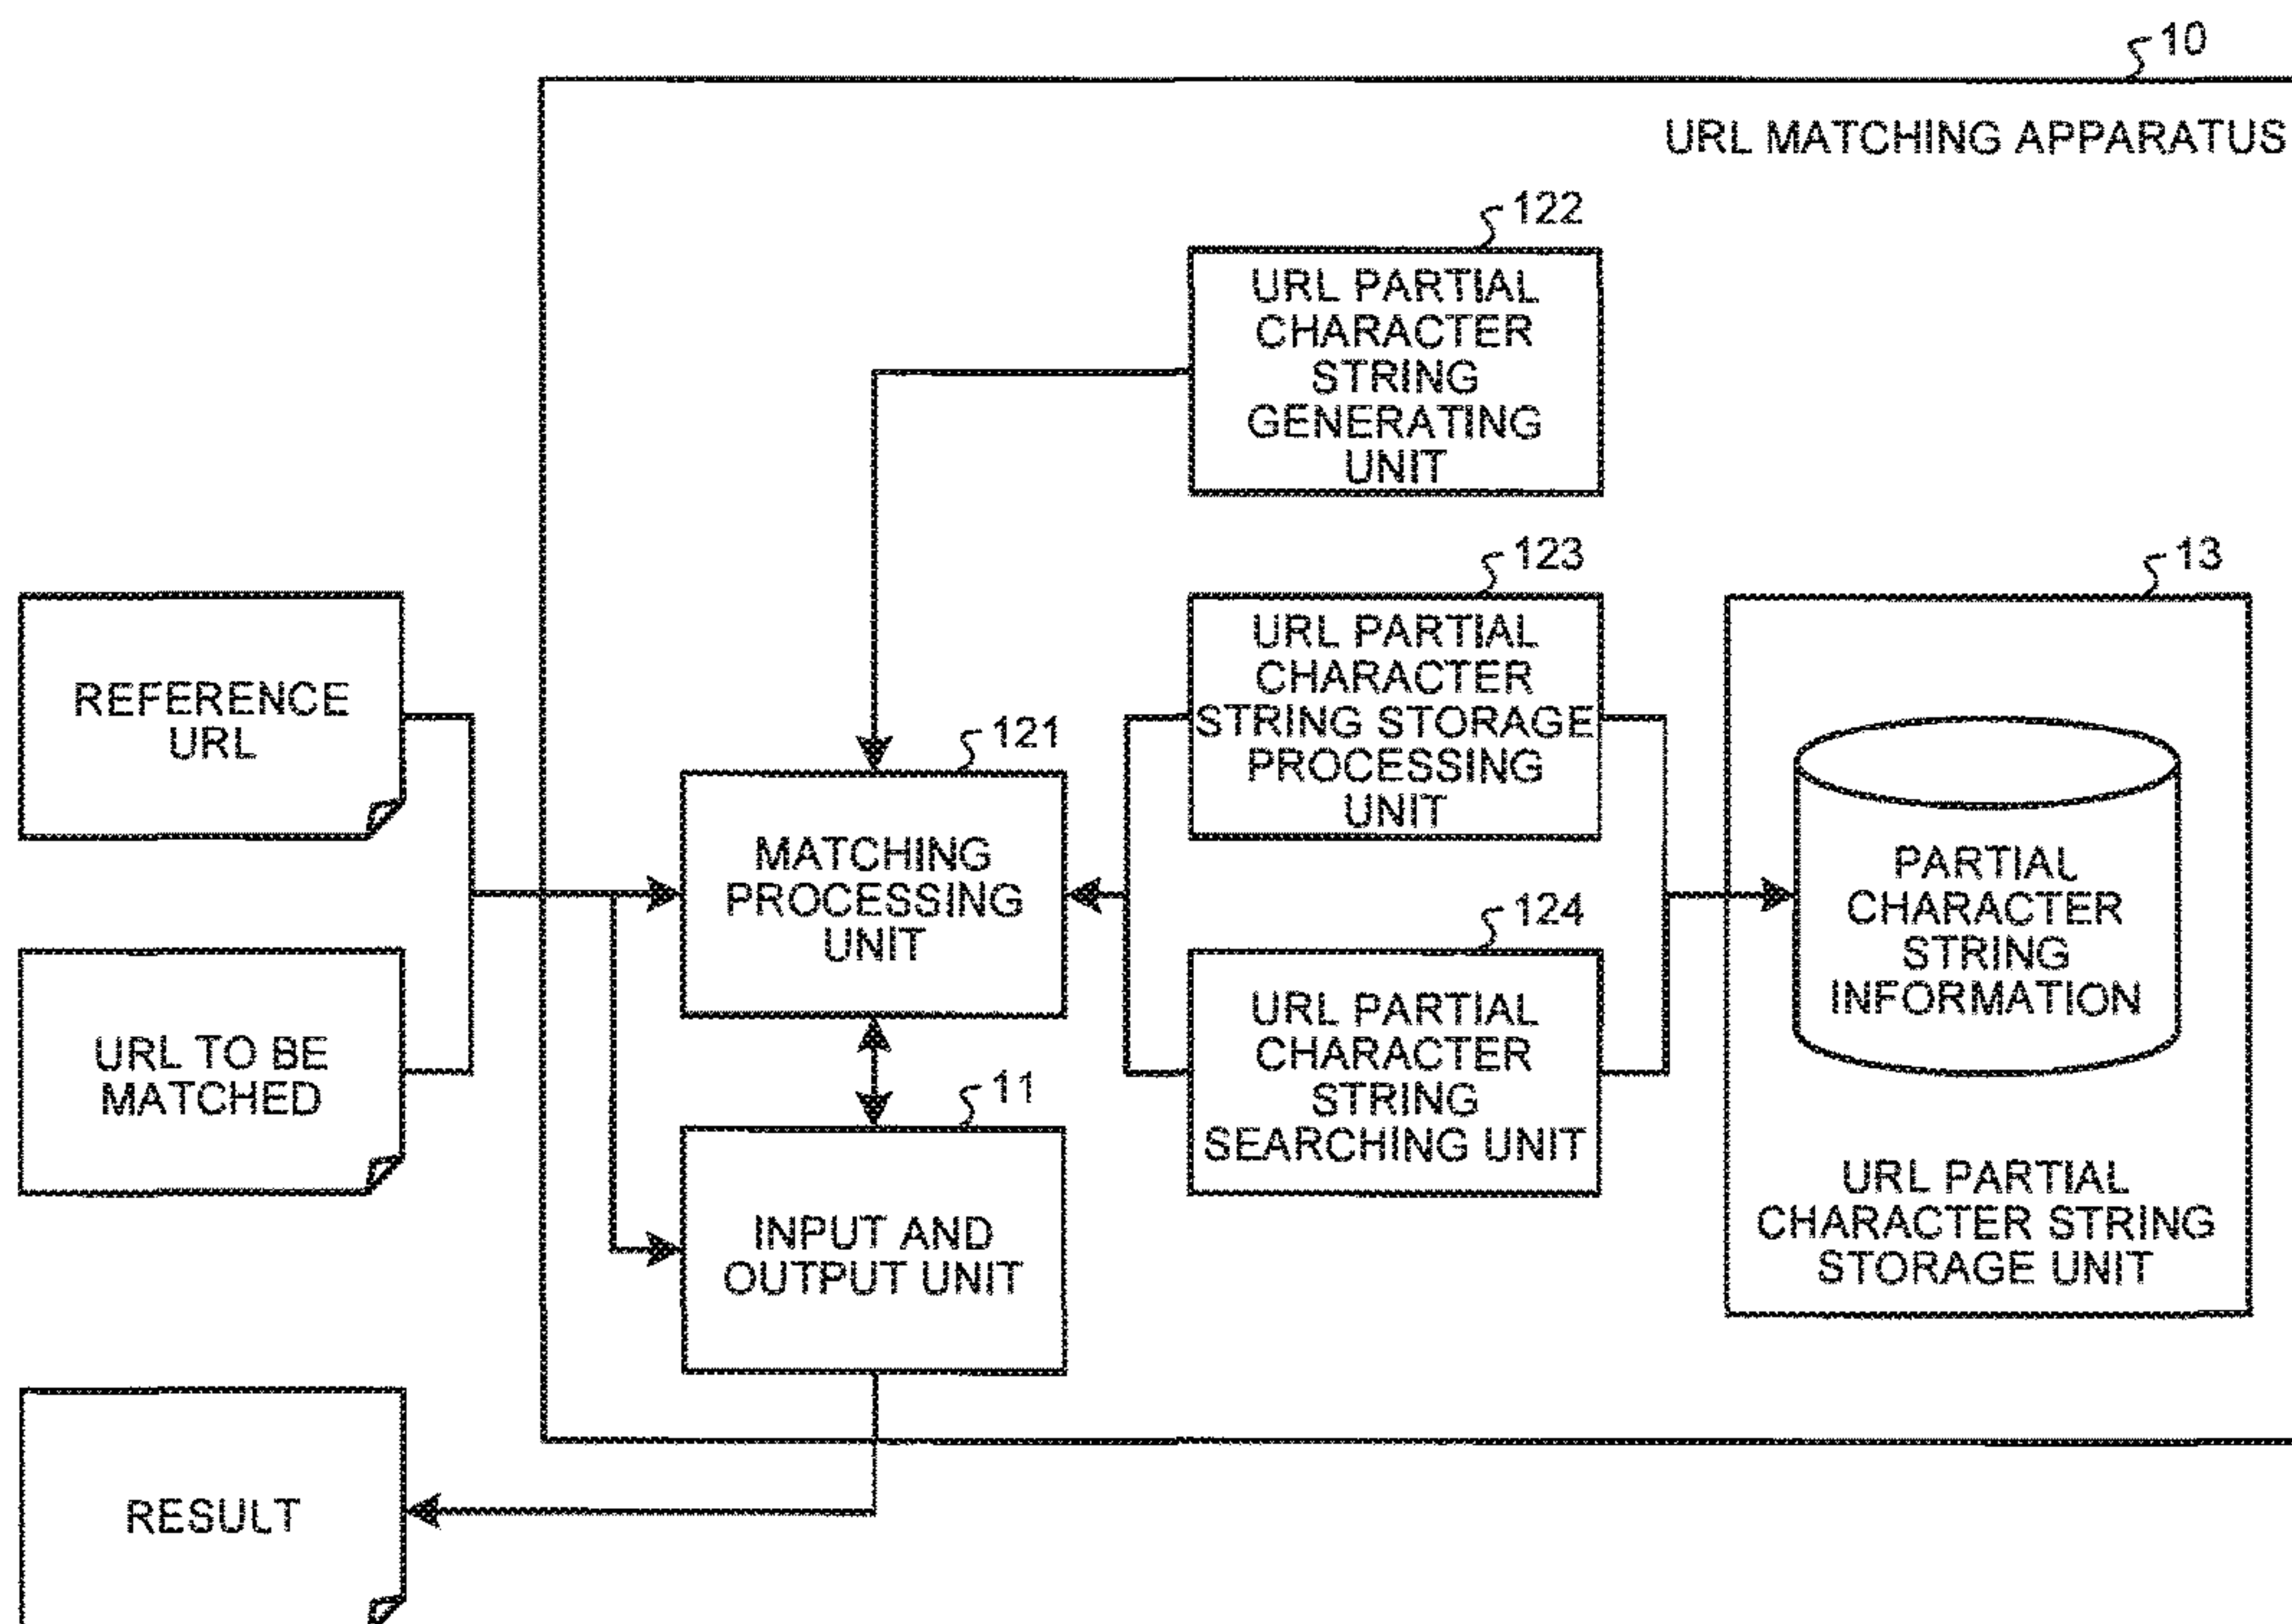 10
URL MATCHING APPARATUS
122
URL PARTIAL
CHARACTER
STRING
GENERATING
UNIT
123
URL PARTIAL
CHARACTER
STRING STORAGE
PROCESSING
UNIT
13
REFERENCE
URL
121
MATCHING
PROCESSING
UNIT
PARTIAL
CHARACTER
STRING
INFORMATION
124
URL PARTIAL
CHARACTER
STRING
SEARCHING UNIT
URL TO BE
MATCHED
11
INPUT AND
OUTPUT UNIT
URL PARTIAL
CHARACTER STRING
STORAGE UNIT
RESULT